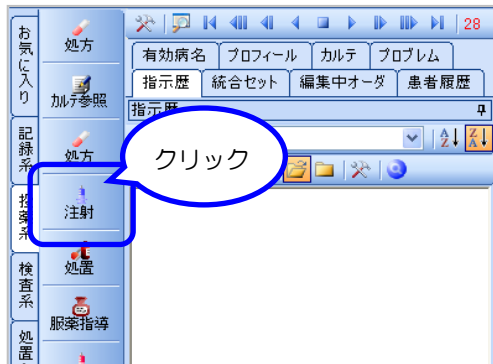 お気に入り
記録系
投薬系
検査系
処置
処方
カルテ参照
処方
注射
処置
服薬指導
28
有効病名 プロフィール カルテ プロブレム
指示歴 統合セット 編集中オーダ 患者履歴
指示歴
クリック